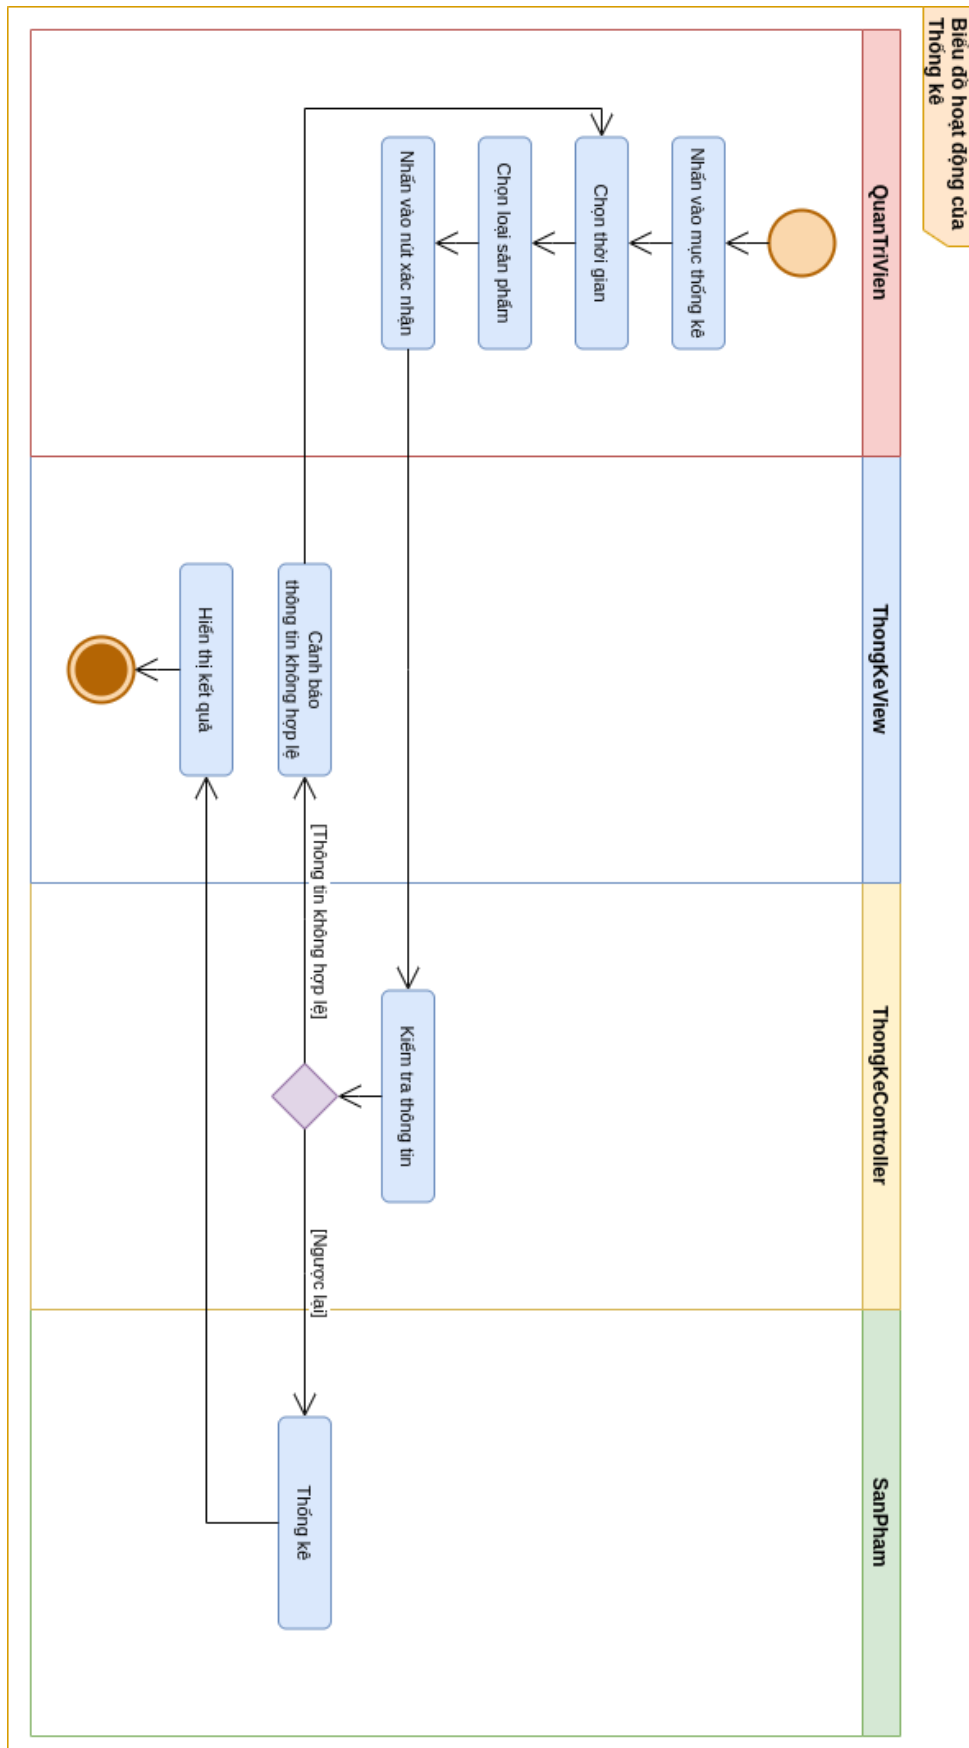 Biểu đồ hoạt động của
Thống kê
QuanTriVien
ThongKeView
ThongKeController
SanPham
Nhấn vào mục thống kê
Chọn thời gian
Chọn loại sản phẩm
Nhấn vào nút xác nhận
Kiểm tra thông tin
[Thông tin không hợp lệ]
[Ngược lại]
Cảnh báo
thông tin không hợp lệ
Thống kê
Hiển thị kết quả